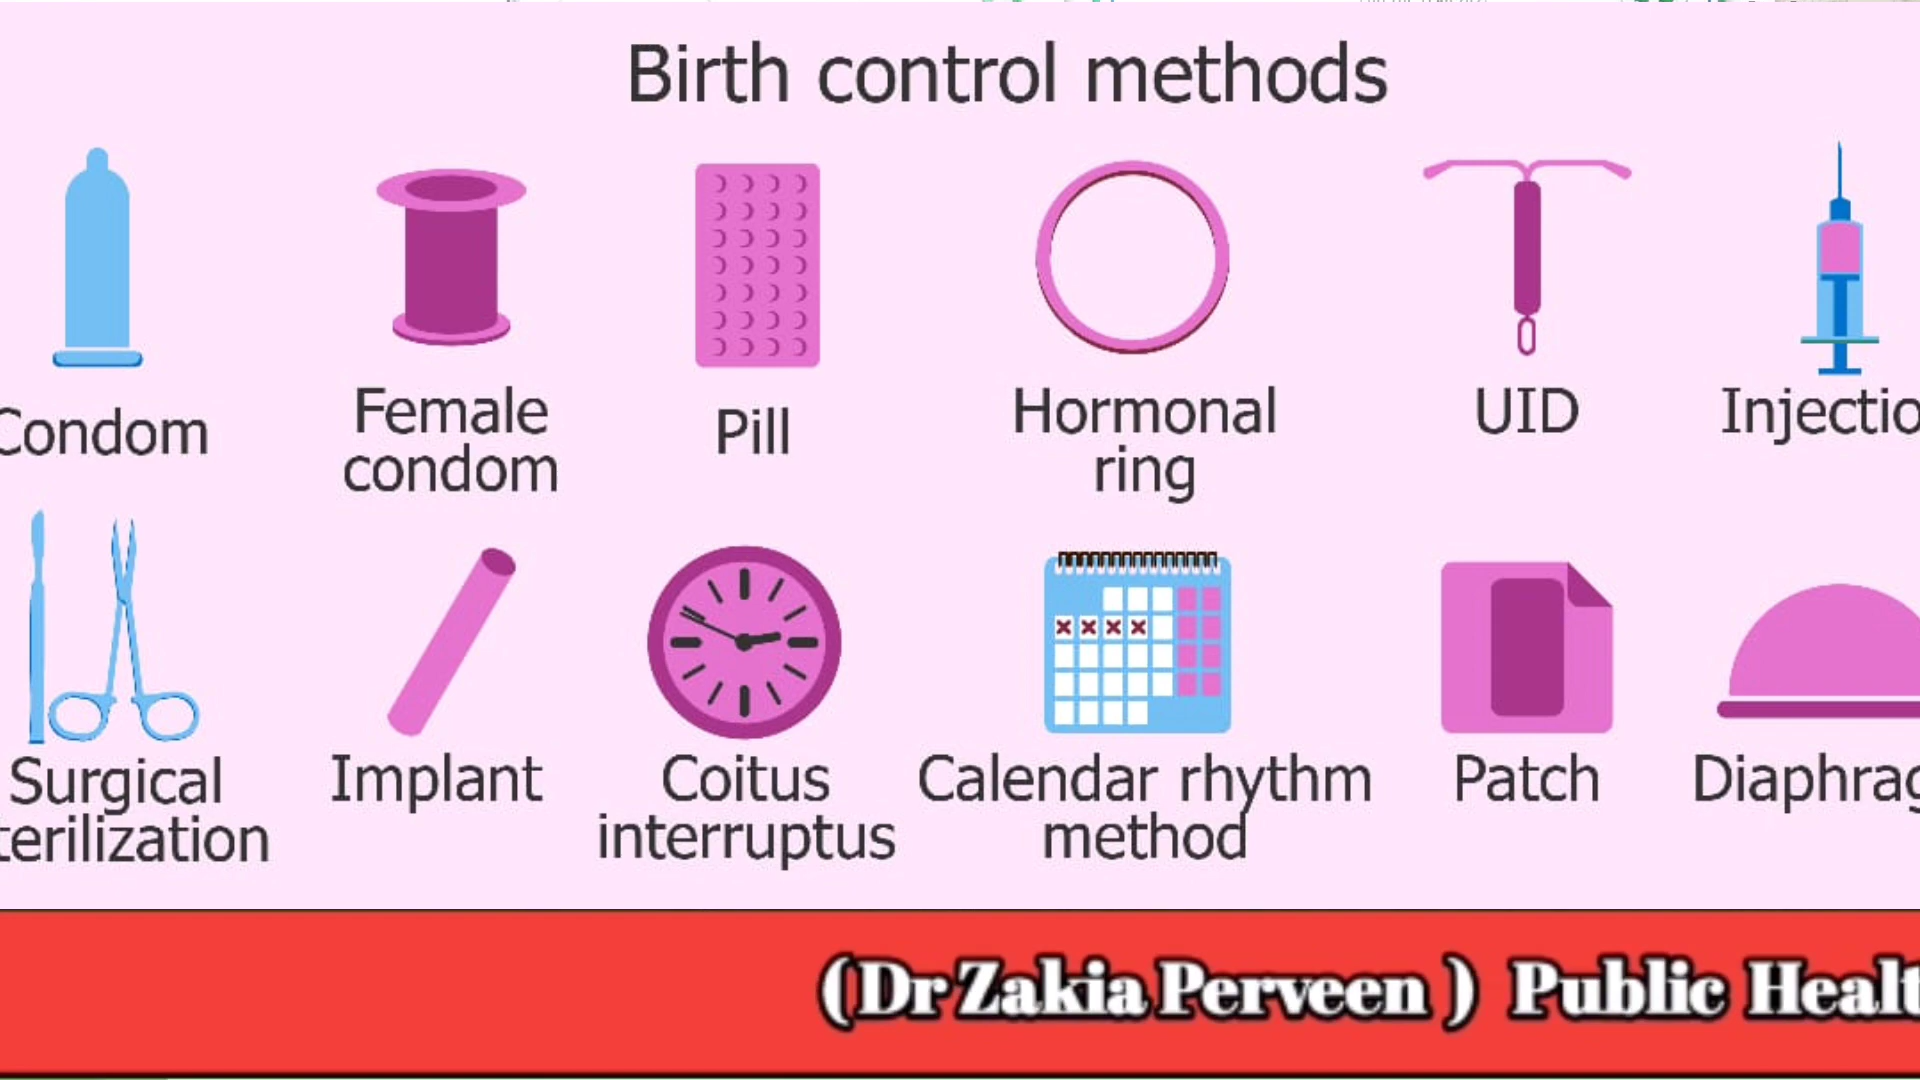 Birth control methods
Condom
Female
condom
Pill
Hormonal
ring
UID
Injectio
Surgical
terilization
Implant
Coitus
interruptus
Calendar rhythm
method
Patch
Diaphrag
(Dr Zakia Perveen ) Public Healt